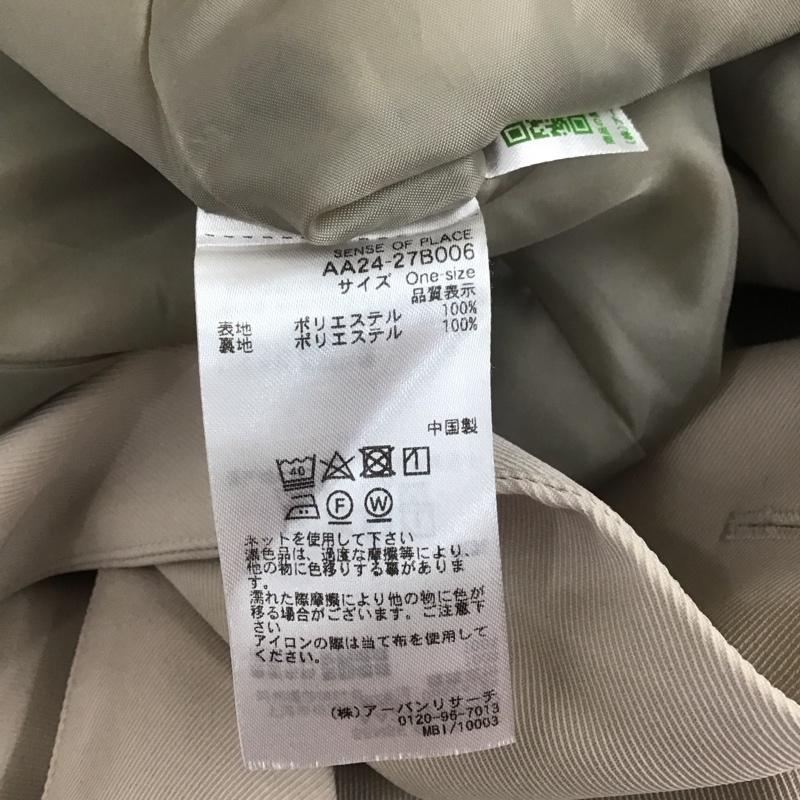 SENSE OF PLACE
AA24-27B006
サイズ One-size
品質表示
表地 ポリエステル 100%
裏地 ポリエステル 100%
中国製
40
F W
ネットを使用して下さい
濃色品は、過度な摩擦等により、
他の物に色移りする事がありま
す。
濡れた際摩擦により他の物に色が
移る場合がございます。ご注意下
さい
アイロンの際は当て布を使用して
ください。
(株)アーバンリサーチ
0120-96-7013
MBI/10003